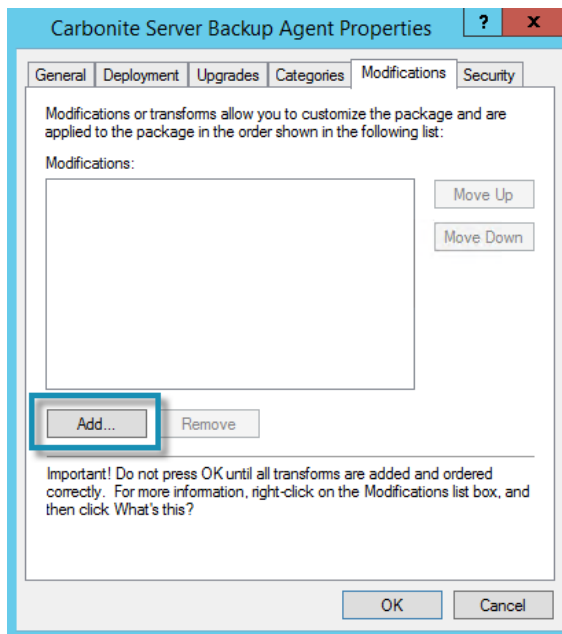 Carbonite Server Backup Agent Properties
? x
General Deployment Upgrades Categories Modifications Security
Modifications or transforms allow you to customize the package and are
applied to the package in the order shown in the following list:
Modifications:
Move Up
Move Down
Add... Remove
Important! Do not press OK until all transforms are added and ordered
correctly. For more information, right-click on the Modifications list box, and
then click What's this?
OK Cancel